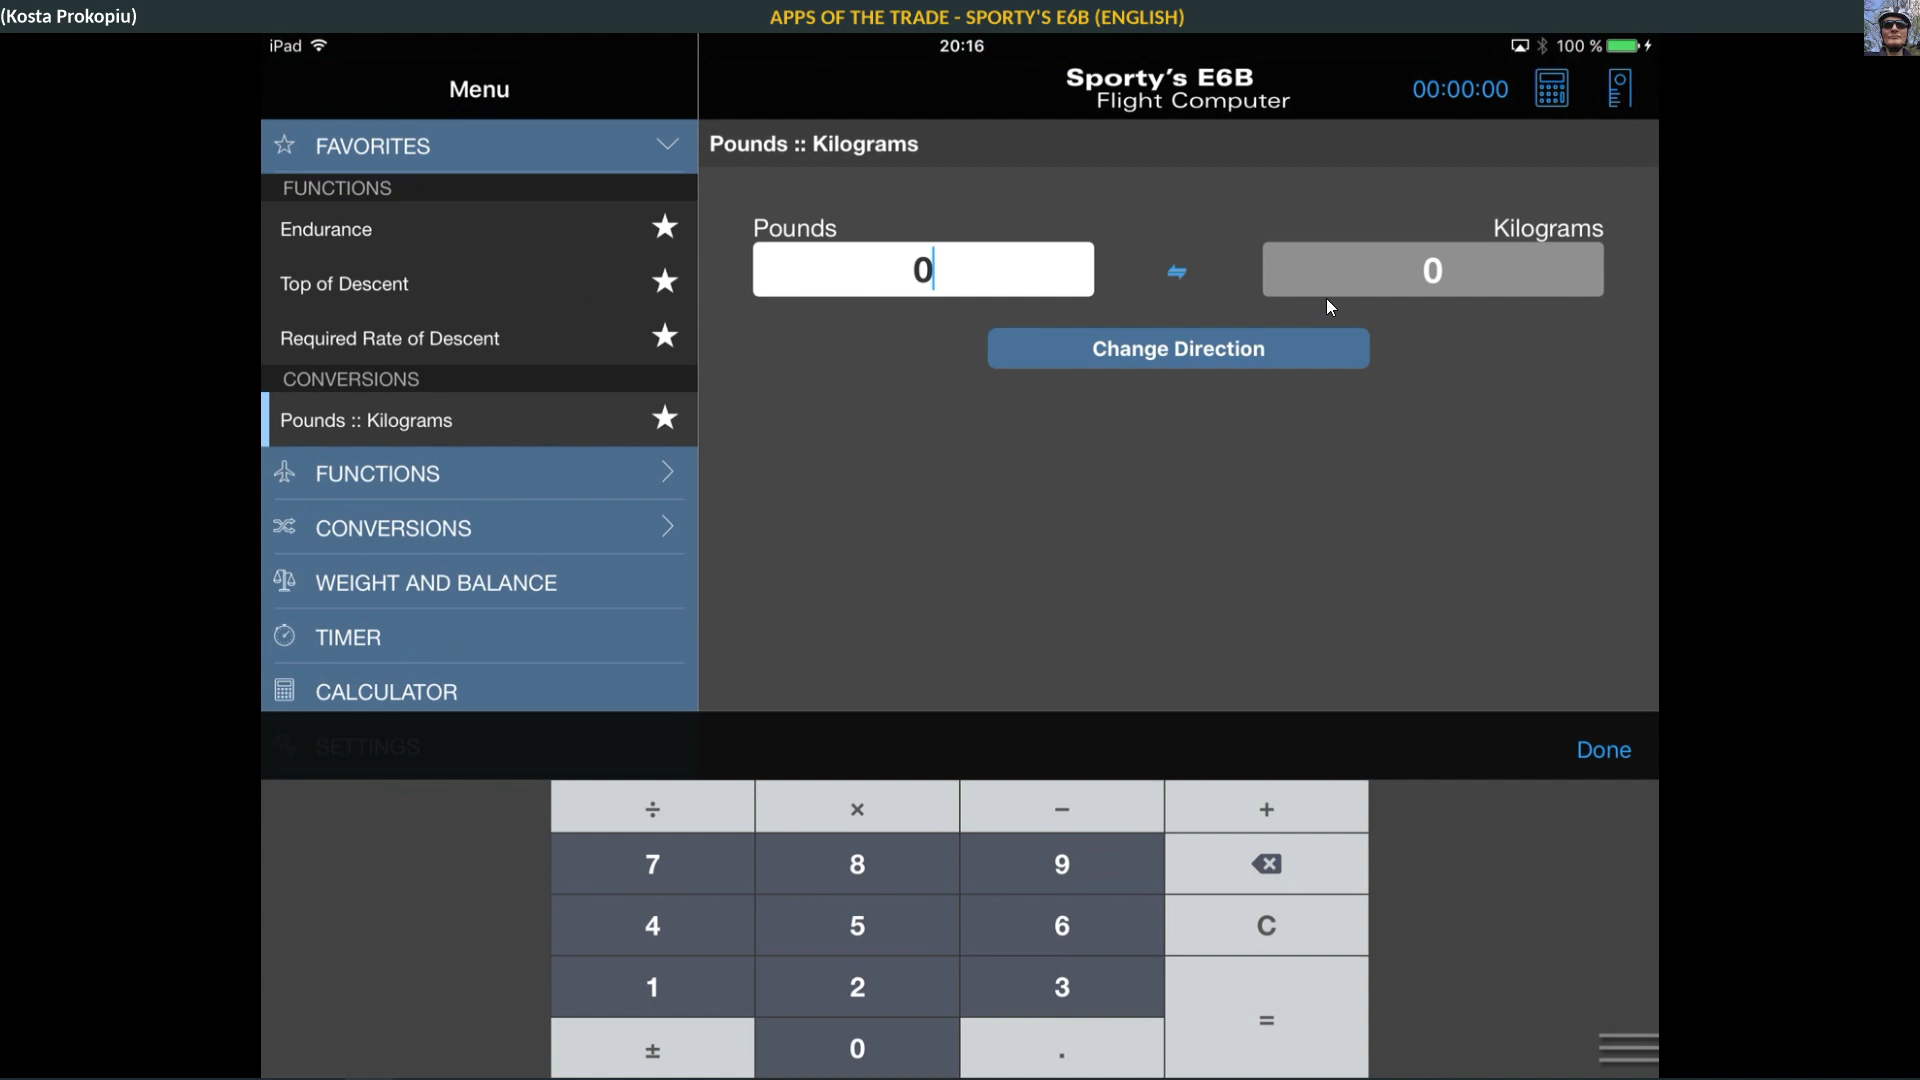 (Kosta Prokopiu)
APPS OF THE TRADE - SPORTY'S E6B (ENGLISH)
iPad
20:16
100 %
Menu
Sporty's E6B
Flight Computer
00:00:00
FAVORITES
FUNCTIONS
Endurance
Top of Descent
Required Rate of Descent
CONVERSIONS
Pounds :: Kilograms
FUNCTIONS
CONVERSIONS
WEIGHT AND BALANCE
TIMER
CALCULATOR
SETTINGS
Pounds :: Kilograms
Pounds
Kilograms
0
0
Change Direction
Done
÷ × − +
7 8 9
4 5 6 C
1 2 3
± 0 . =